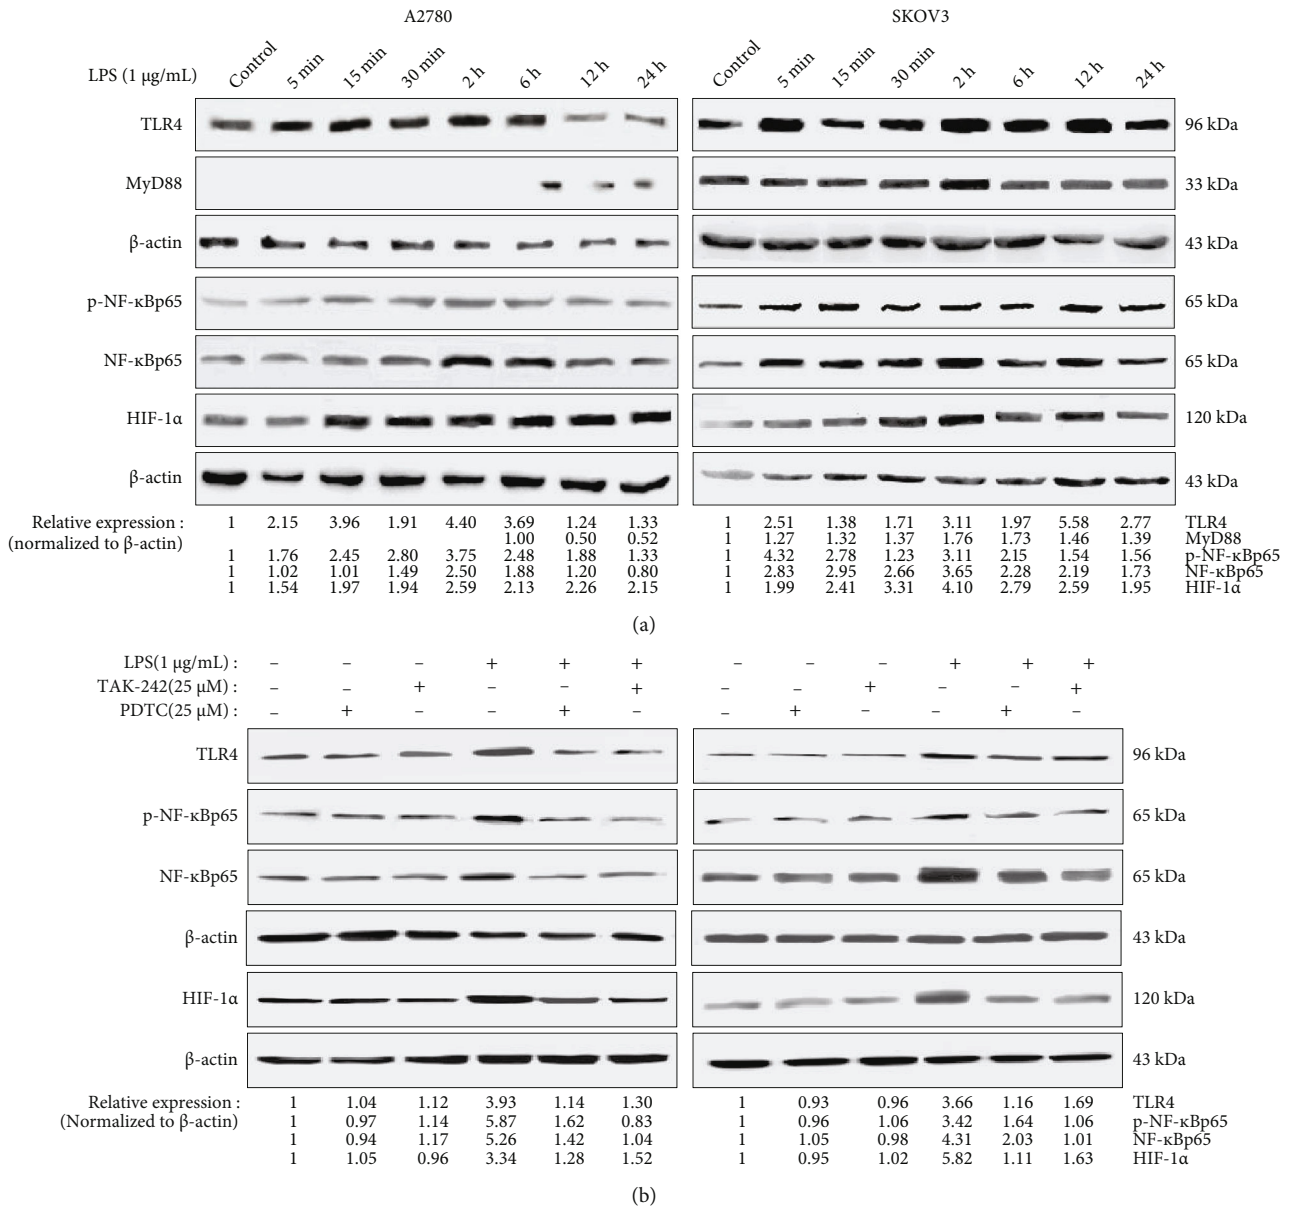 A2780 SKOV3
LPS (1 μg/mL) Control 5 min 15 min 30 min 2 h 6 h 12 h 24 h Control 5 min 15 min 30 min 2 h 6 h 12 h 24 h
TLR4 96 kDa
MyD88 33 kDa
β-actin 43 kDa
p-NF-κBp65 65 kDa
NF-κBp65 65 kDa
HIF-1α 120 kDa
β-actin 43 kDa
Relative expression : 1 2.15 3.96 1.91 4.40 3.69 1.24 1.33 1 2.51 1.38 1.71 3.11 1.97 5.58 2.77 TLR4
(normalized to β-actin) 1.00 0.50 0.52 1 1.27 1.32 1.37 1.76 1.73 1.46 1.39 MyD88
1 1.76 2.45 2.80 3.75 2.48 1.88 1.33 1 4.32 2.78 1.23 3.11 2.15 1.54 1.56 p-NF-κBp65
1 1.02 1.01 1.49 2.50 1.88 1.20 0.80 1 2.83 2.95 2.66 3.65 2.28 2.19 1.73 NF-κBp65
1 1.54 1.97 1.94 2.59 2.13 2.26 2.15 1 1.99 2.41 3.31 4.10 2.79 2.59 1.95 HIF-1α
(a)
LPS(1 μg/mL) : – – – + + + – – – + + +
TAK-242(25 μM) : – – + – – + – – + – – +
PDTC(25 μM) : – + – – + – – + – – + –
TLR4 96 kDa
p-NF-κBp65 65 kDa
NF-κBp65 65 kDa
β-actin 43 kDa
HIF-1α 120 kDa
β-actin 43 kDa
Relative expression : 1 1.04 1.12 3.93 1.14 1.30 1 0.93 0.96 3.66 1.16 1.69 TLR4
(Normalized to β-actin) 1 0.97 1.14 5.87 1.62 0.83 1 0.96 1.06 3.42 1.64 1.06 p-NF-κBp65
1 0.94 1.17 5.26 1.42 1.04 1 1.05 0.98 4.31 2.03 1.01 NF-κBp65
1 1.05 0.96 3.34 1.28 1.52 1 0.95 1.02 5.82 1.11 1.63 HIF-1α
(b)